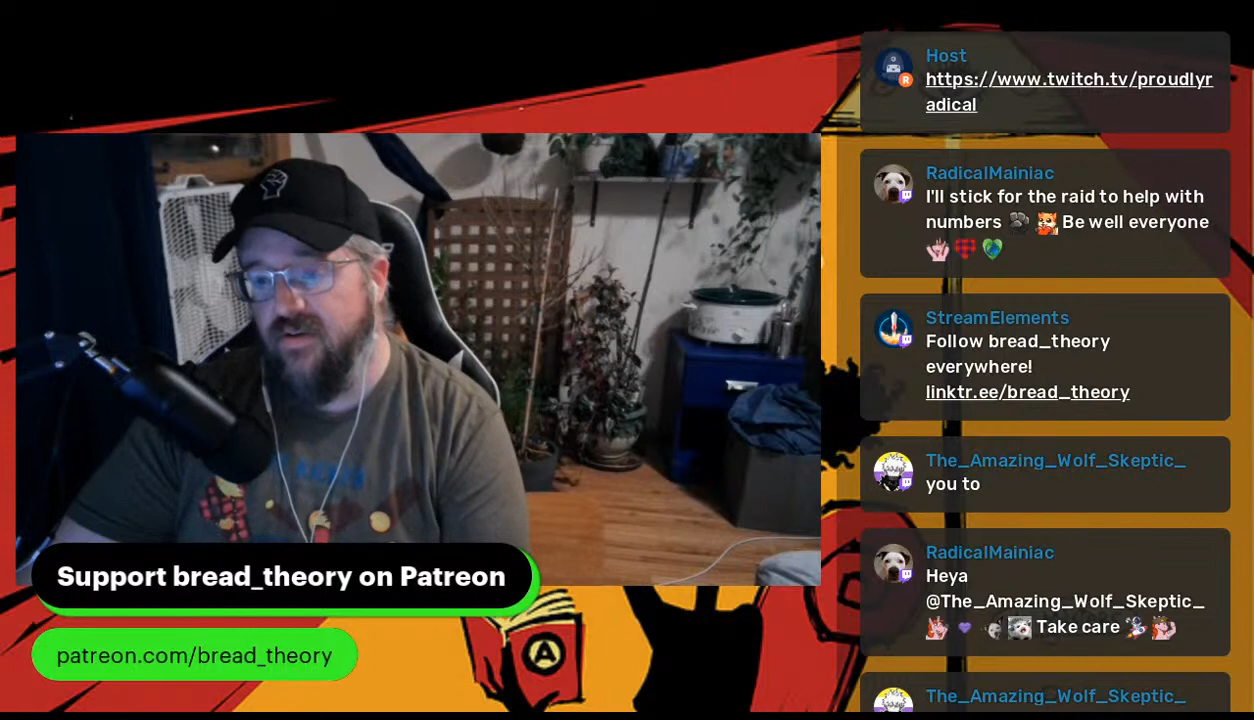 Host
https://www.twitch.tv/proudlyr
adical
RadicalMainiac
I'll stick for the raid to help with
numbers Be well everyone
StreamElements
Follow bread_theory
everywhere!
linktr.ee/bread_theory
The_Amazing_Wolf_Skeptic_
you to
RadicalMainiac
Heya
@The_Amazing_Wolf_Skeptic_
Take care
The_Amazing_Wolf_Skeptic_
Support bread_theory on Patreon
patreon.com/bread_theory